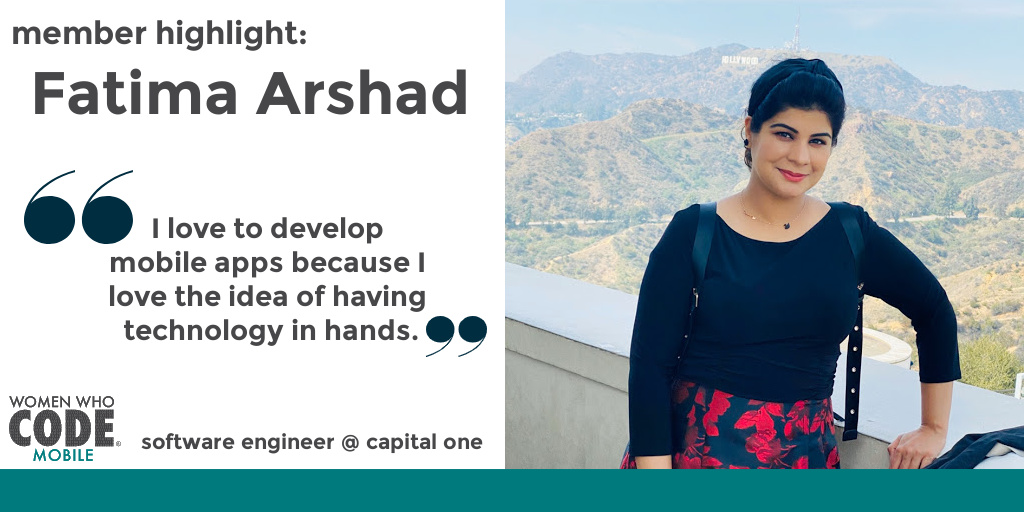 member highlight:
Fatima Arshad
“I love to develop
mobile apps because I
love the idea of having
technology in hands.”
WOMEN WHO
CODE®
MOBILE
software engineer @ capital one
HOLLYWOOD